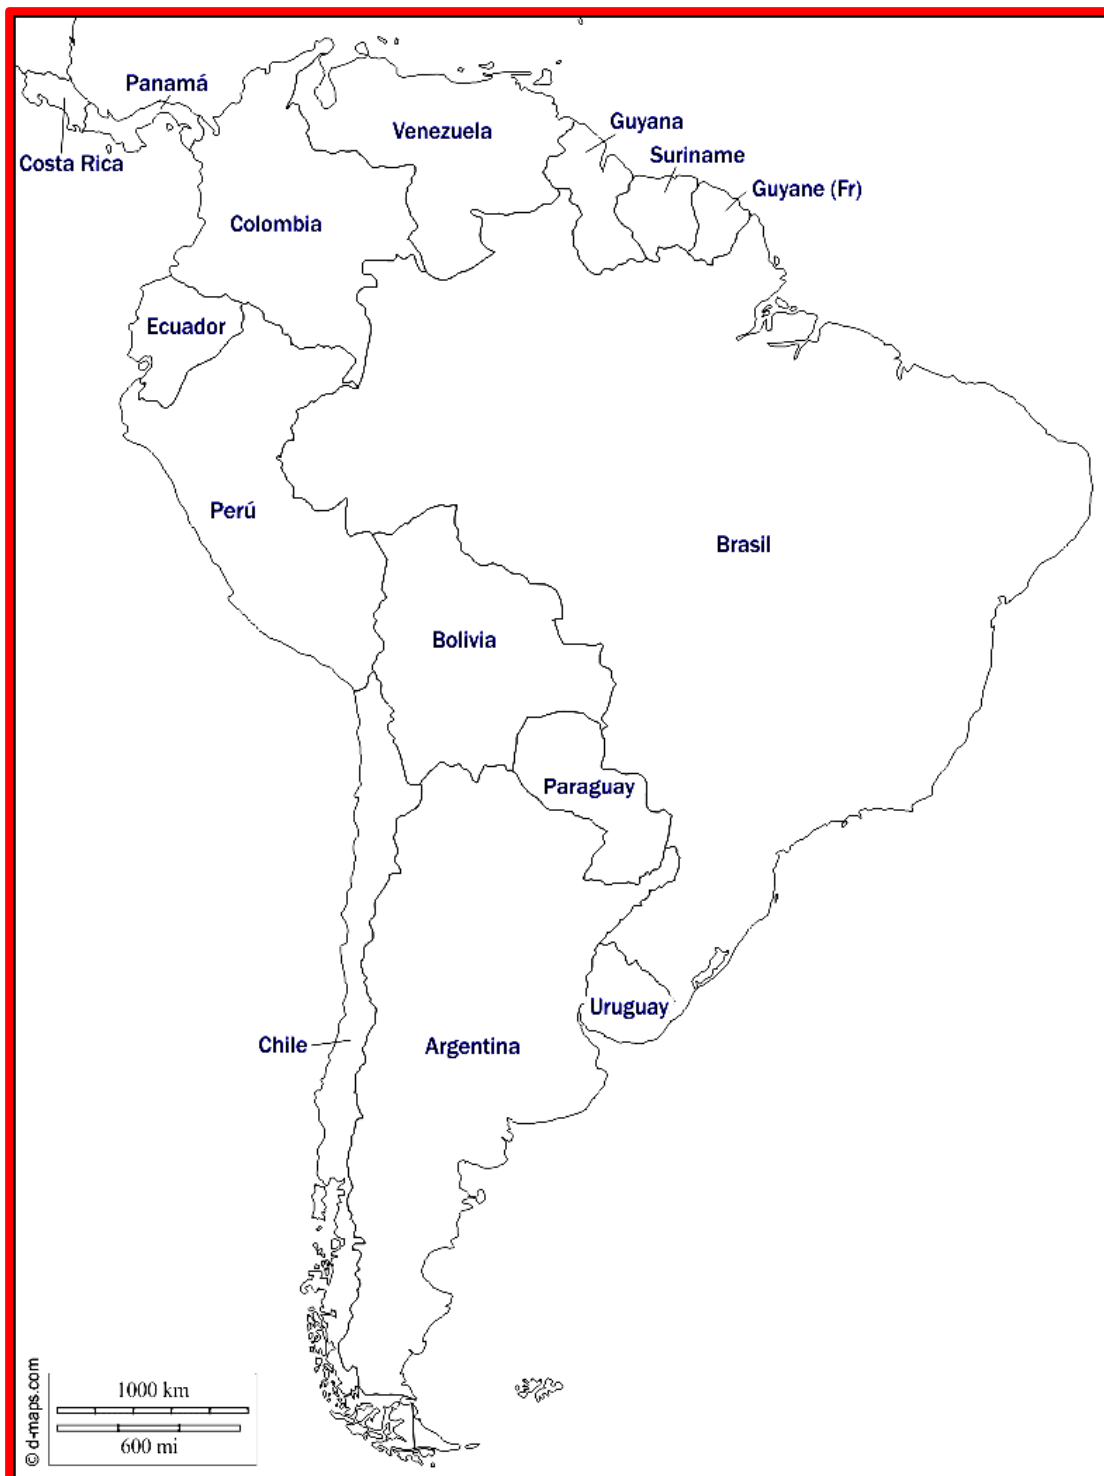 Panamá
Costa Rica
Venezuela
Guyana
Suriname
Guyane (Fr)
Colombia
Ecuador
Perú
Brasil
Bolivia
Paraguay
Uruguay
Chile
Argentina
1000 km
600 mi
© d-maps.com